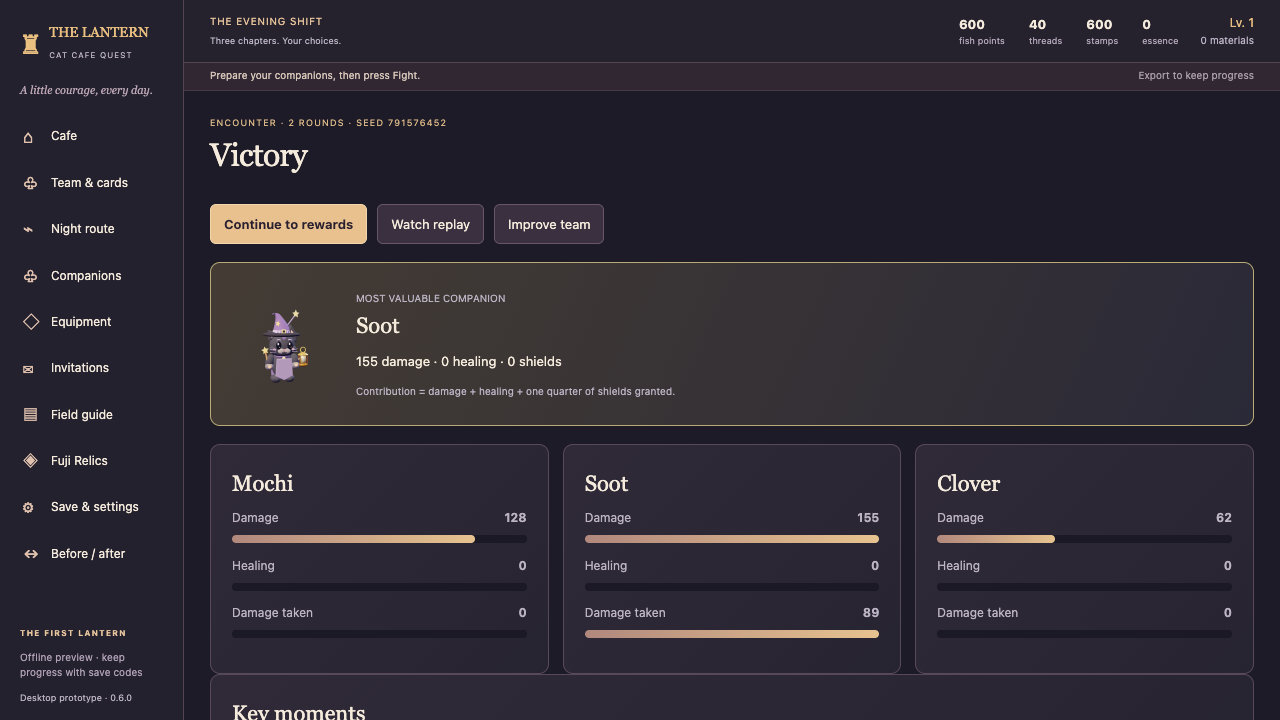 THE LANTERN
CAT CAFE QUEST
A little courage, every day.
Cafe
Team & cards
Night route
Companions
Equipment
Invitations
Field guide
Fuji Relics
Save & settings
Before / after
THE FIRST LANTERN
Offline preview · keep
progress with save codes
Desktop prototype · 0.6.0
THE EVENING SHIFT
Three chapters. Your choices.
600
fish points
40
threads
600
stamps
0
essence
Lv. 1
0 materials
Prepare your companions, then press Fight.
Export to keep progress
ENCOUNTER · 2 ROUNDS · SEED 791576452
Victory
Continue to rewards
Watch replay
Improve team
MOST VALUABLE COMPANION
Soot
155 damage · 0 healing · 0 shields
Contribution = damage + healing + one quarter of shields granted.
Mochi
Damage 128
Healing 0
Damage taken 0
Soot
Damage 155
Healing 0
Damage taken 89
Clover
Damage 62
Healing 0
Damage taken 0
Key moments